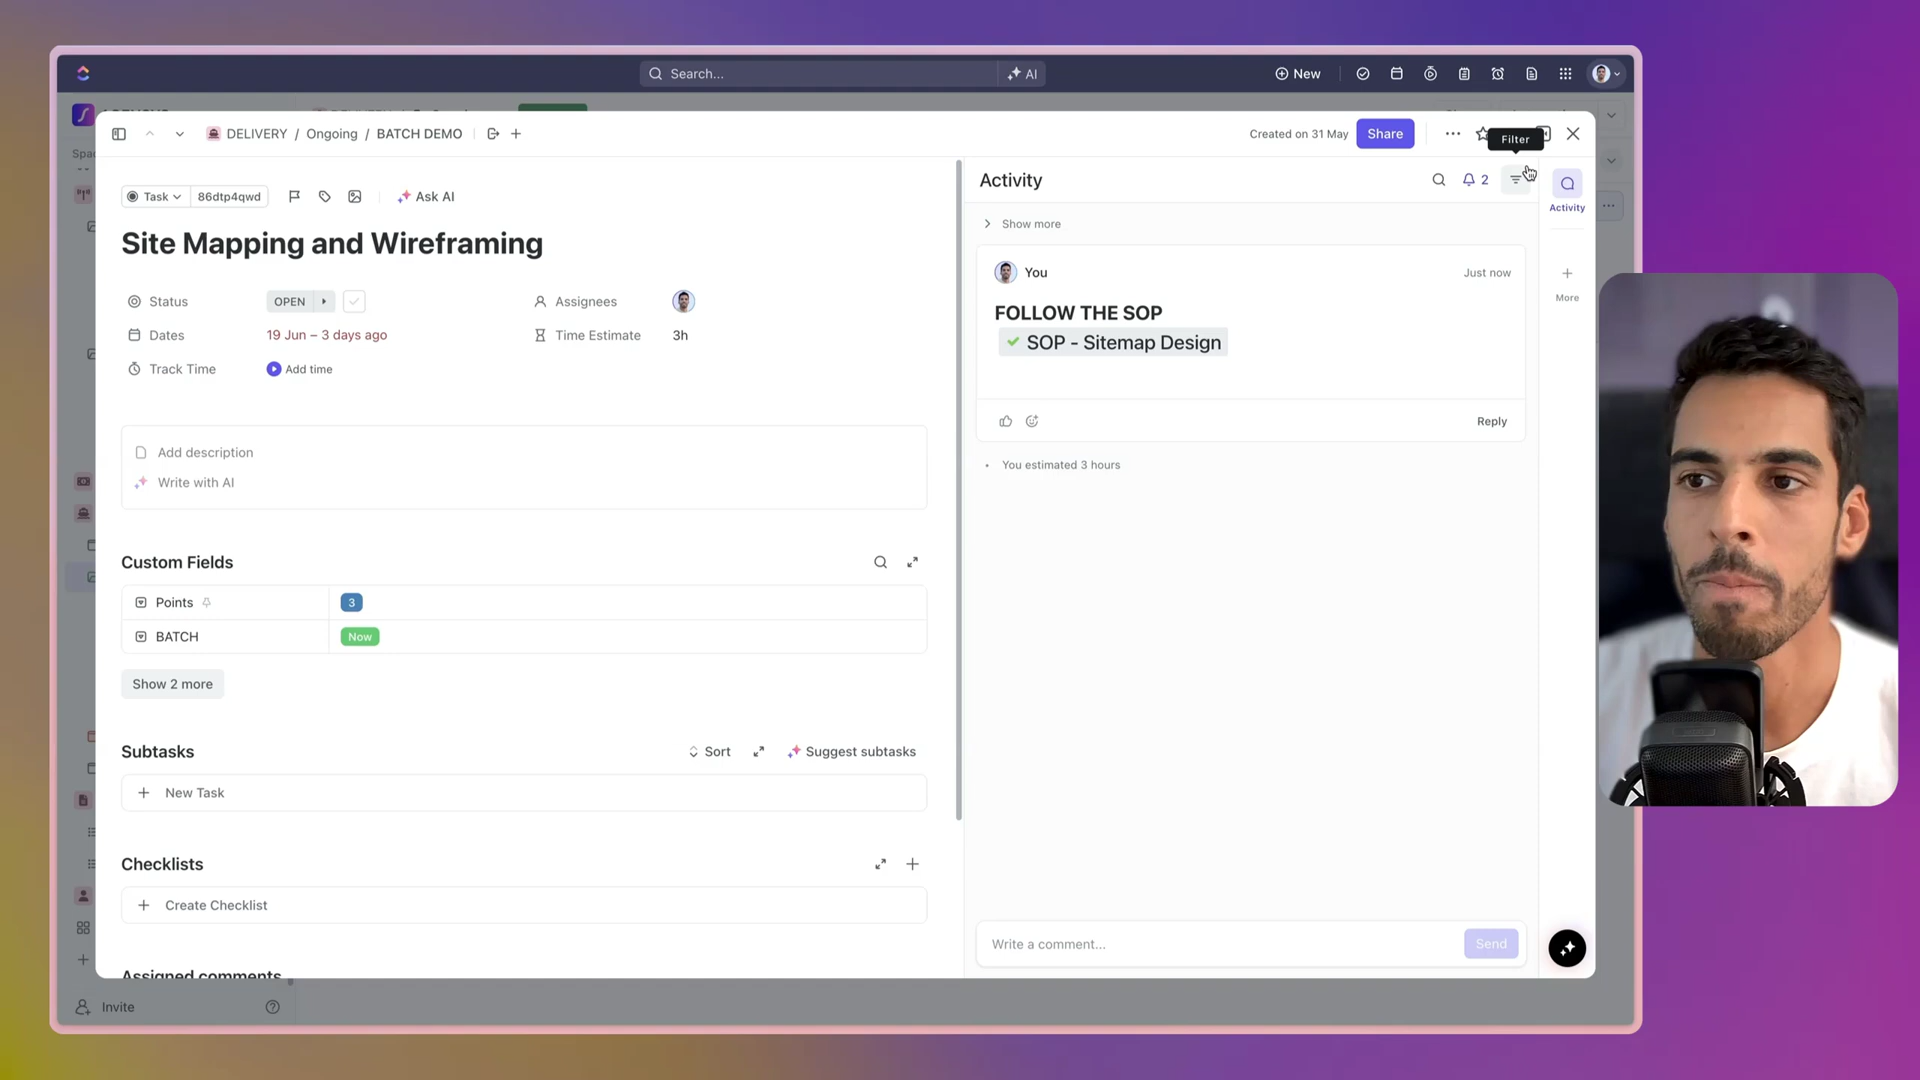 Search...
AI
New
Spac
DELIVERY / Ongoing / BATCH DEMO
Created on 31 May
Share
Filter
Task
86dtp4qwd
Ask AI
Site Mapping and Wireframing
Status
OPEN
Assignees
Dates
19 Jun – 3 days ago
Time Estimate
3h
Track Time
Add time
Add description
Write with AI
Custom Fields
Points
3
BATCH
Now
Show 2 more
Subtasks
Sort
Suggest subtasks
New Task
Checklists
Create Checklist
Assigned comments
Invite
Activity
2
Show more
You
Just now
FOLLOW THE SOP
SOP - Sitemap Design
Reply
You estimated 3 hours
Write a comment...
Send
Activity
More